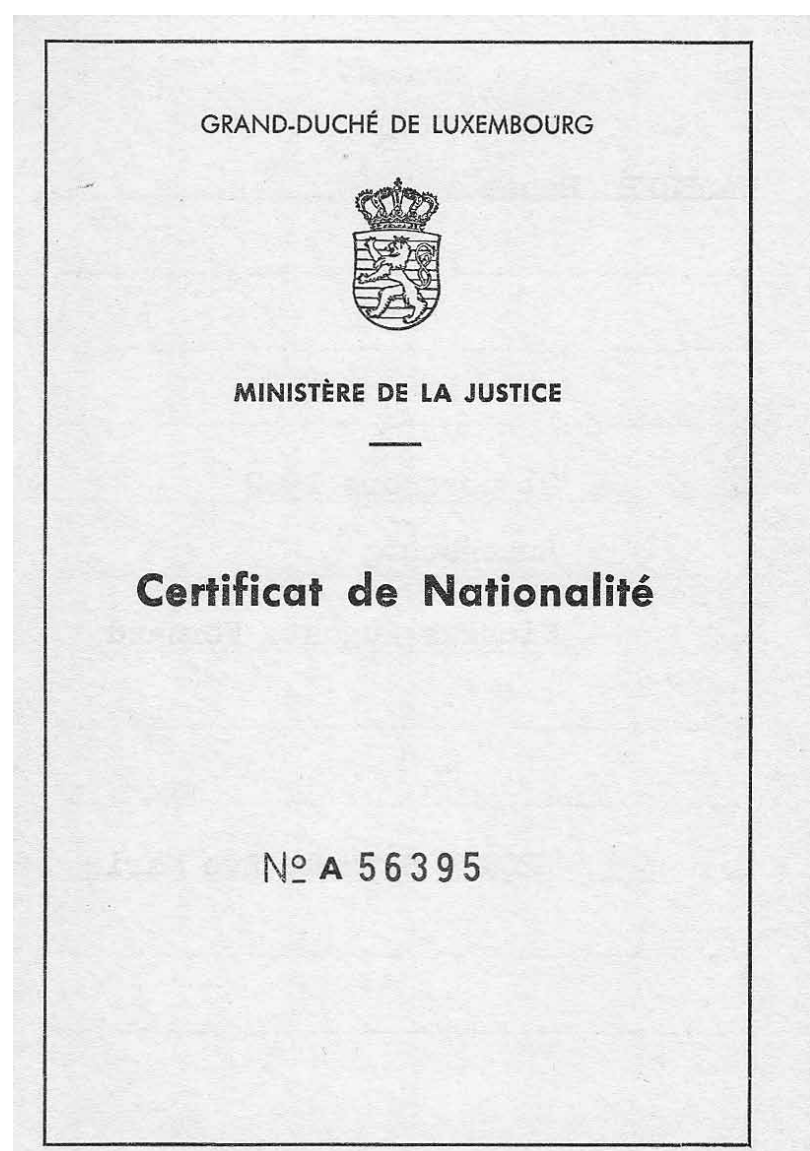 GRAND-DUCHÉ DE LUXEMBOURG
MINISTÈRE DE LA JUSTICE
Certificat de Nationalité
Nº A 56395